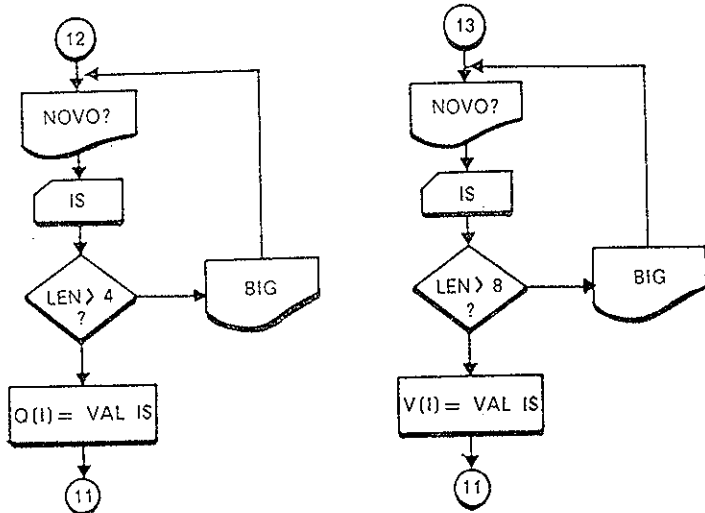 12
NOVO?
IS
LEN > 4
?
BIG
Q(I) = VAL IS
11
13
NOVO?
IS
LEN > 8
?
BIG
V(I) = VAL IS
11